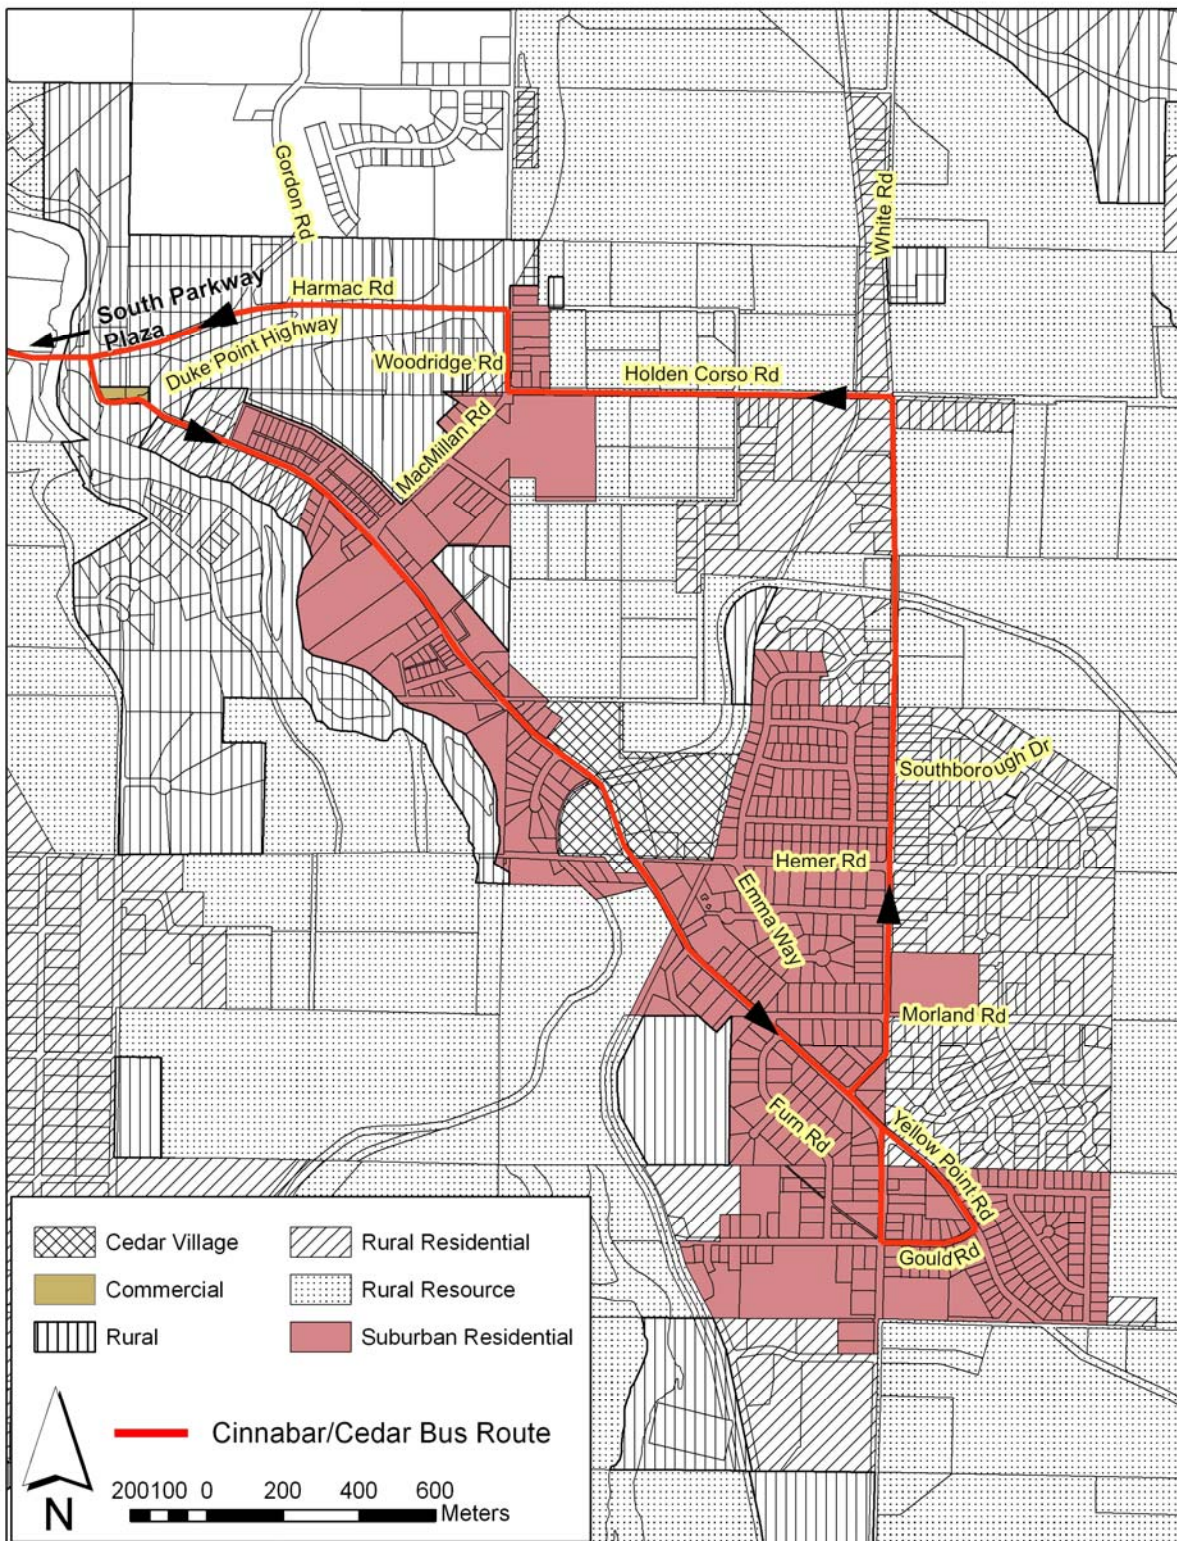 Gordon Rd
White Rd
South Parkway
Plaza
Harmac Rd
Duke Point Highway
Woodridge Rd
Holden Corso Rd
MacMillan Rd
Southborough Dr
Hemer Rd
Emma Way
Morland Rd
Furn Rd
Yellow Point Rd
Gould Rd
Cedar Village
Rural Residential
Commercial
Rural Resource
Rural
Suburban Residential
Cinnabar/Cedar Bus Route
200 100 0 200 400 600
Meters
N